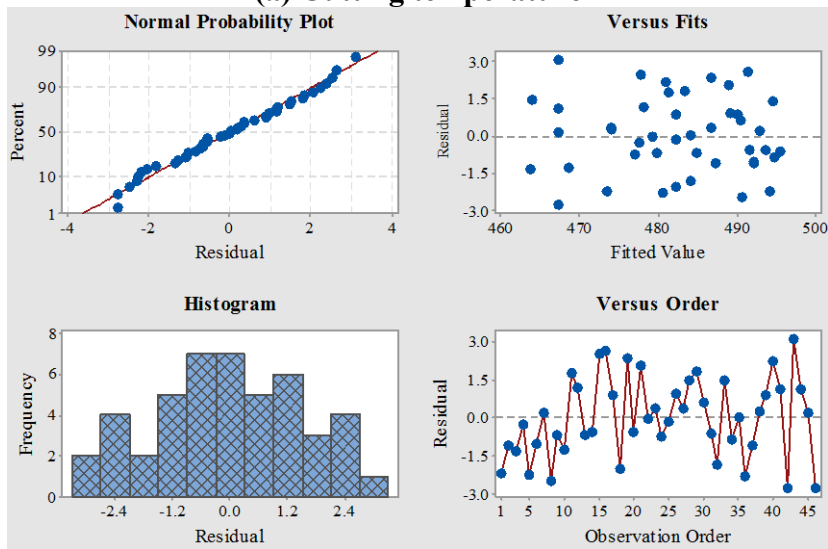 (a) Cutting temperature
Normal Probability Plot
99
90
50
10
1
Percent
-4 -2 0 2 4
Residual
Versus Fits
3.0
1.5
0.0
-1.5
-3.0
Residual
460 470 480 490 500
Fitted Value
Histogram
8
6
4
2
0
Frequency
-2.4 -1.2 0.0 1.2 2.4
Residual
Versus Order
3.0
1.5
0.0
-1.5
-3.0
Residual
1 5 10 15 20 25 30 35 40 45
Observation Order